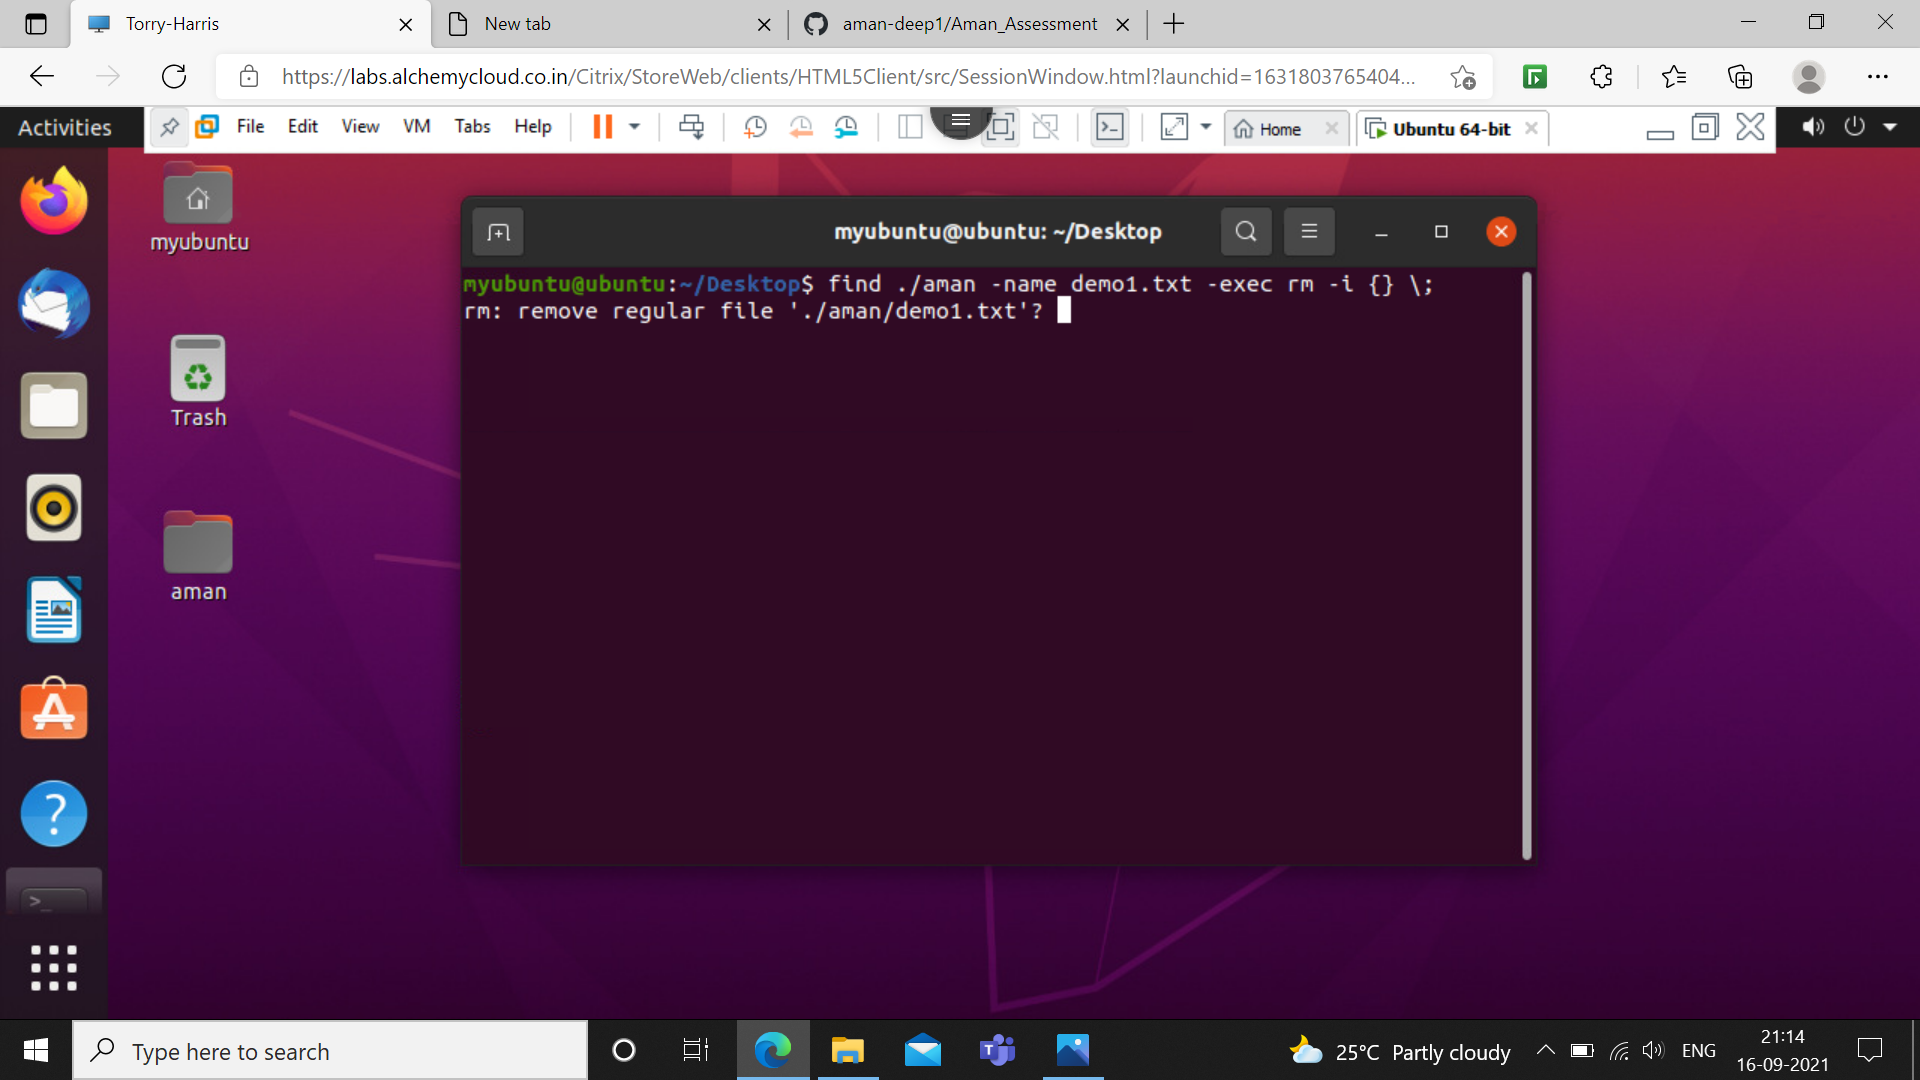 Torry-Harris
New tab
aman-deep1/Aman_Assessment
https://labs.alchemycloud.co.in/Citrix/StoreWeb/clients/HTML5Client/src/SessionWindow.html?launchid=1631803765404...
Activities
File Edit View VM Tabs Help
Home
Ubuntu 64-bit
myubuntu
Trash
aman
myubuntu@ubuntu: ~/Desktop
myubuntu@ubuntu:~/Desktop$ find ./aman -name demo1.txt -exec rm -i {} \;
rm: remove regular file './aman/demo1.txt'?
Type here to search
25°C Partly cloudy
ENG
21:14
16-09-2021